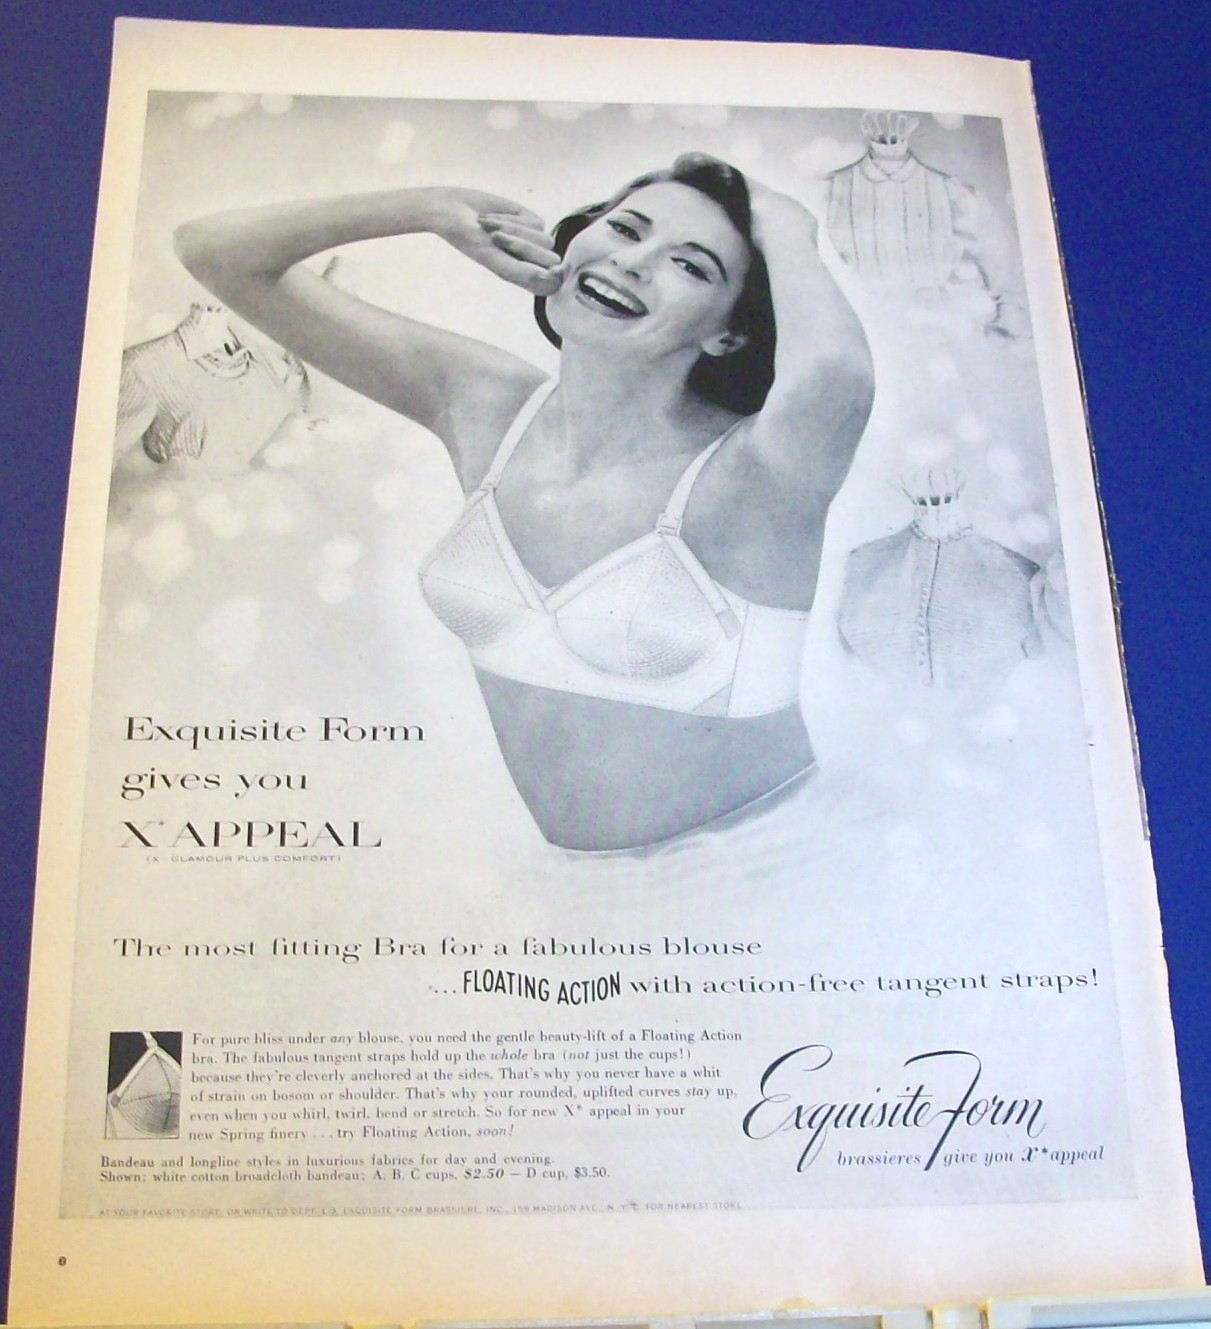 Exquisite Form
gives you
X* APPEAL
(X GLAMOUR PLUS COMFORT)
The most fitting Bra for a fabulous blouse
...FLOATING ACTION with action-free tangent straps!
For pure bliss under any blouse, you need the gentle beauty-lift of a Floating Action
bra. The fabulous tangent straps hold up the whole bra (not just the cups!)
because they're cleverly anchored at the sides. That's why you never have a whit
of strain on bosom or shoulder. That's why your rounded, uplifted curves stay up,
even when you whirl, twirl, bend or stretch. So for new X* appeal in your
new Spring finery ... try Floating Action, soon!
Bandeau and longline styles in luxurious fabrics for day and evening.
Shown: white cotton broadcloth bandeau; A, B, C cups, $2.50 — D cup, $3.50.
Exquisite Form
brassieres give you X*appeal
AT YOUR FAVORITE STORE, OR WRITE TO DEPT. L3, EXQUISITE FORM BRASSIERE, INC., 159 MADISON AVE., N. Y. FOR NEAREST STORE
6